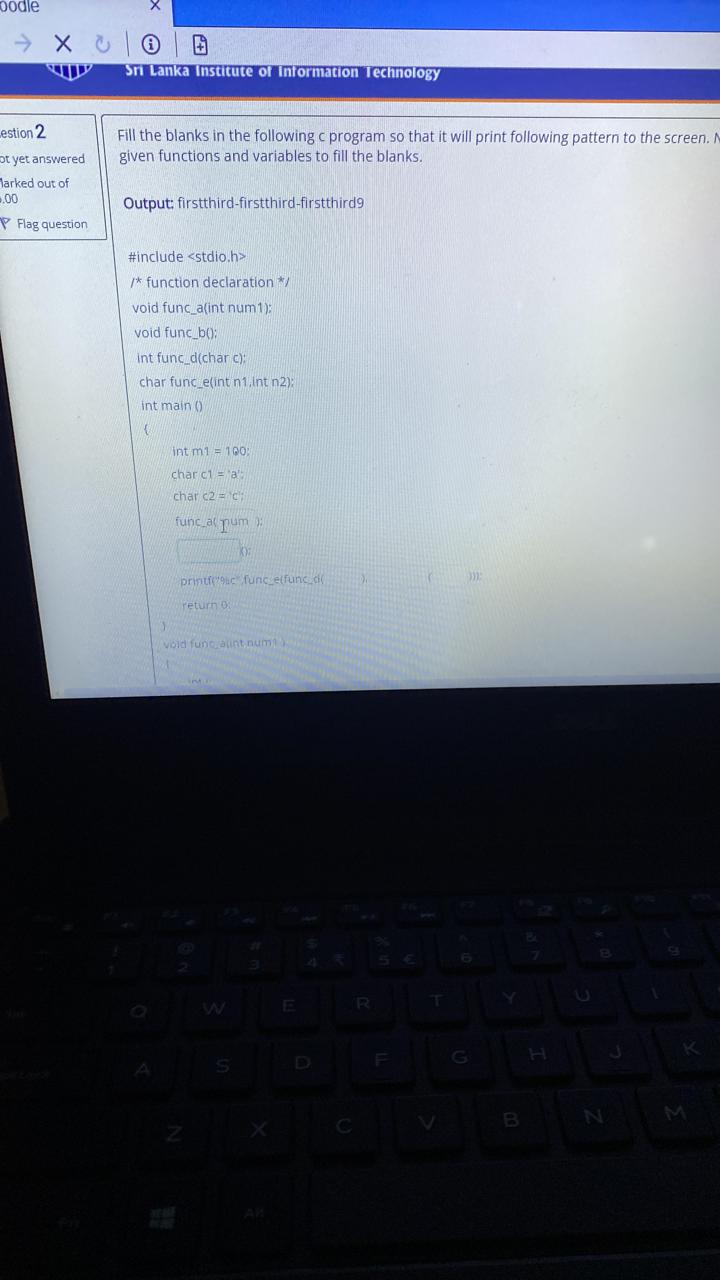 oodle
Sri Lanka Institute of Information Technology
estion 2
ot yet answered
Marked out of
.00
Flag question
Fill the blanks in the following c program so that it will print following pattern to the screen. N
given functions and variables to fill the blanks.
Output: firstthird-firstthird-firstthird9
#include <stdio.h>
/* function declaration */
void func_a(int num1);
void func_b();
int func_d(char c);
char func_e(int n1,int n2);
int main ()
{
int m1 = 100;
char c1 = 'a';
char c2 = 'c';
func_a( num );
();
printf("%c",func_e(func_d( ), ( )));
return 0;
}
void func_a(int num1 )
{
! @ # $ % ^ & * (
1 2 3 4 ₹ 5 € 6 7 8 9
Q W E R T Y U I
A S D F G H J K
Z X C V B N M
Fn Alt